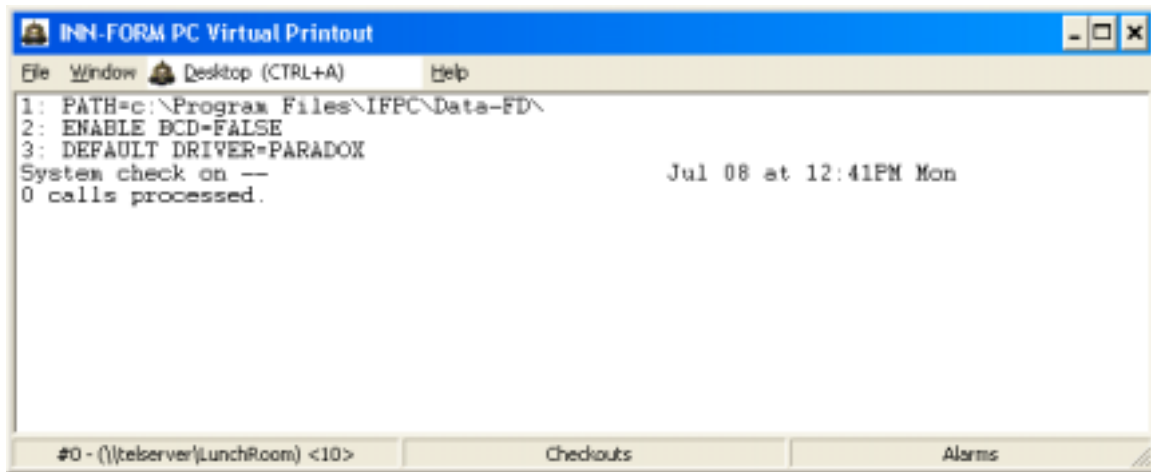 INN-FORM PC Virtual Printout
File Window Desktop (CTRL+A) Help
1: PATH=c:\Program Files\IFPC\Data-FD\
2: ENABLE BCD=FALSE
3: DEFAULT DRIVER=PARADOX
System check on -- Jul 08 at 12:41PM Mon
0 calls processed.
#0 - (\\telserver\LunchRoom) <10> Checkouts Alarms